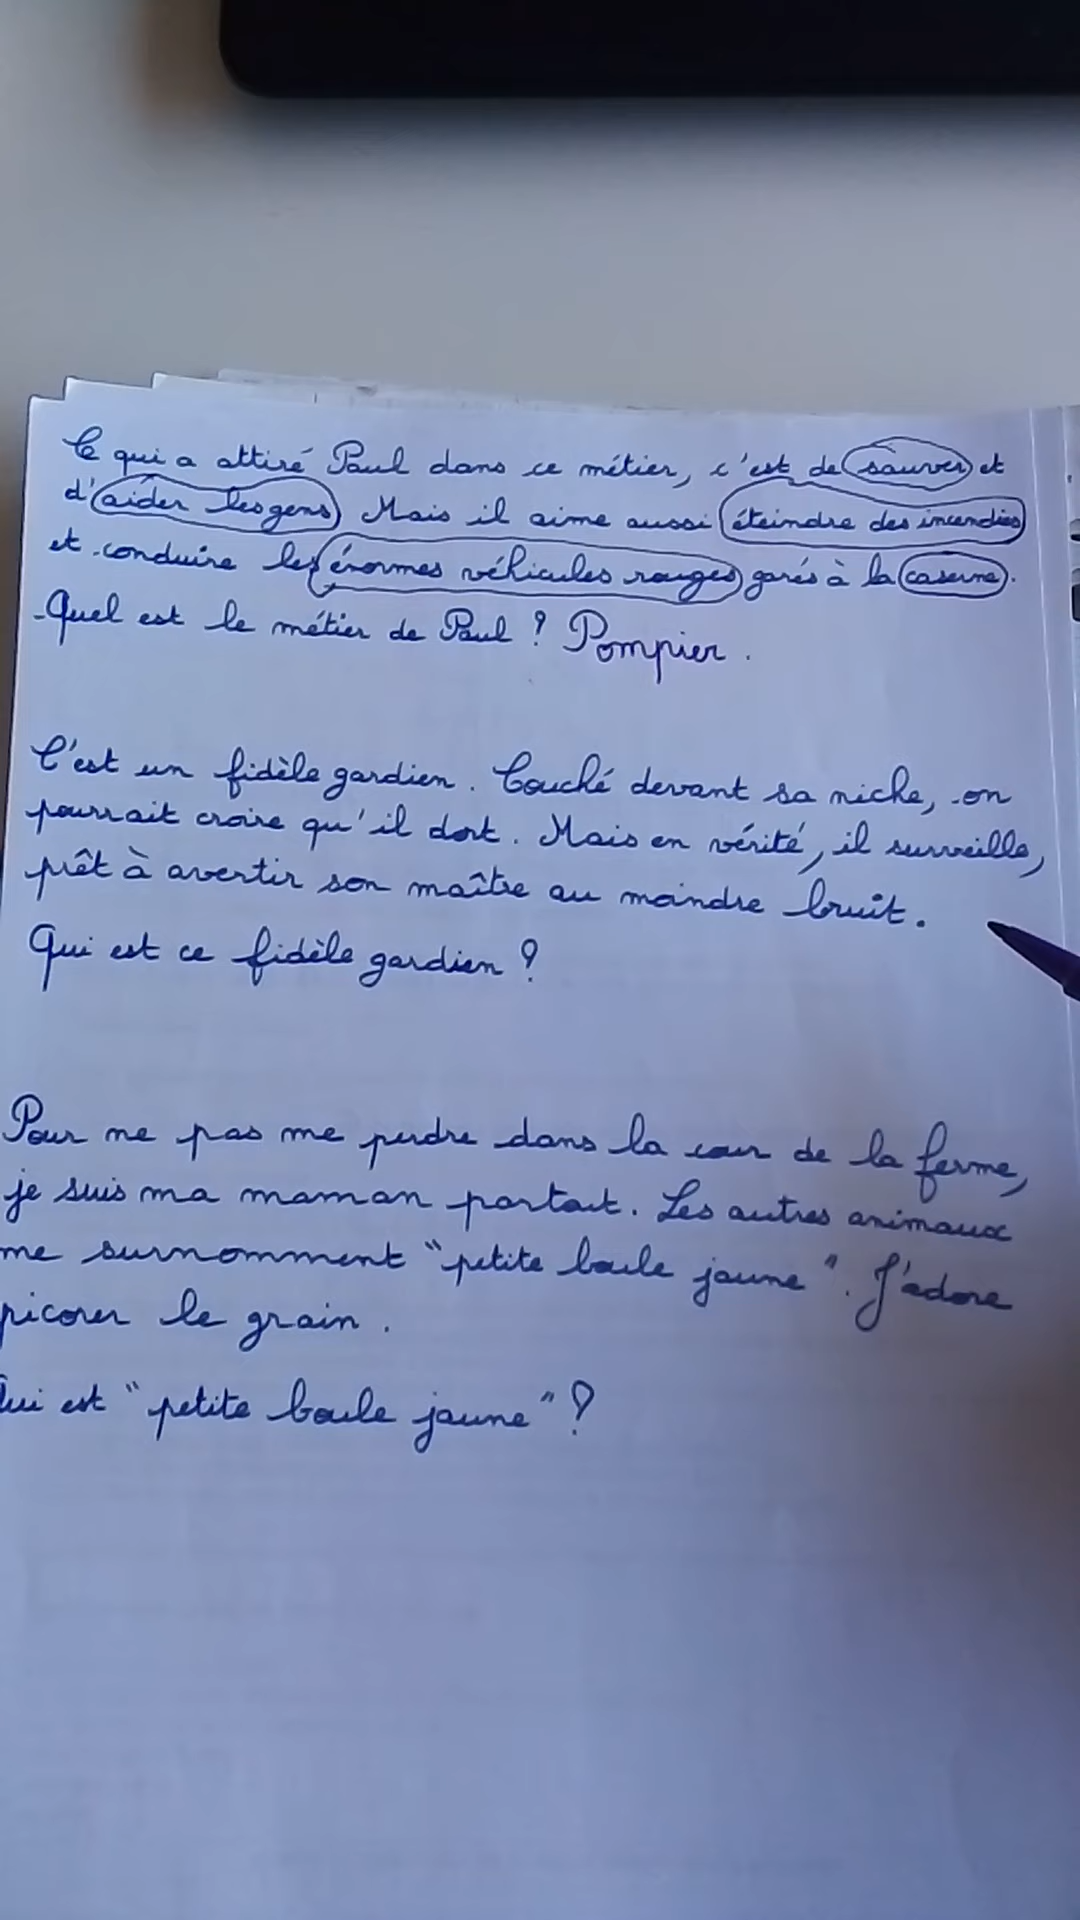 Ce qui a attiré Paul dans ce métier, c'est de sauver et
d'aider les gens. Mais il aime aussi éteindre des incendies
et conduire les énormes véhicules rouges garés à la caserne.
- Quel est le métier de Paul ? Pompier.
C'est un fidèle gardien. Couché devant sa niche, on
pourrait croire qu'il dort. Mais en vérité, il surveille,
prêt à avertir son maître au moindre bruit.
Qui est ce fidèle gardien ?
Pour ne pas me perdre dans la cour de la ferme,
je suis ma maman partout. Les autres animaux
me surnomment "petite boule jaune". J'adore
picorer le grain.
Qui est "petite boule jaune" ?